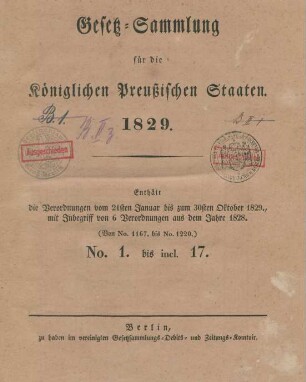 Gesetz-Sammlung
für die
Königlichen Preußischen Staaten.
1829.
Ausgeschieden
Enthält
die Verordnungen vom 24sten Januar bis zum 30sten Oktober 1829.,
mit Inbegriff von 6 Verordnungen aus dem Jahre 1828.
(Von No. 1167. bis No. 1220.)
No. 1. bis incl. 17.
Berlin,
zu haben im vereinigten Gesetzsammlungs-Debits- und Zeitungs-Komtoir.